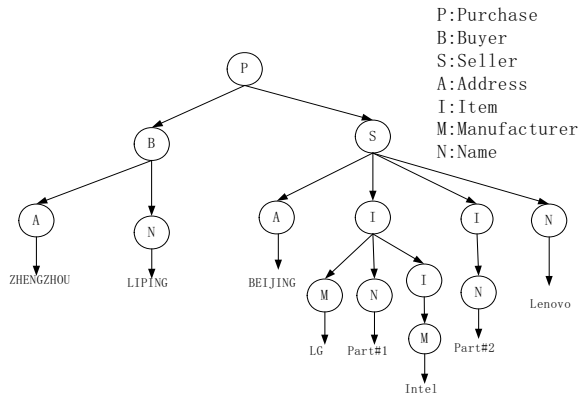 P:Purchase
B:Buyer
S:Seller
A:Address
I:Item
M:Manufacturer
N:Name
P
B
S
A
N
A
I
I
N
ZHENGZHOU
LIPING
BEIJING
M
N
I
N
Lenovo
LG
Part#1
M
Part#2
Intel